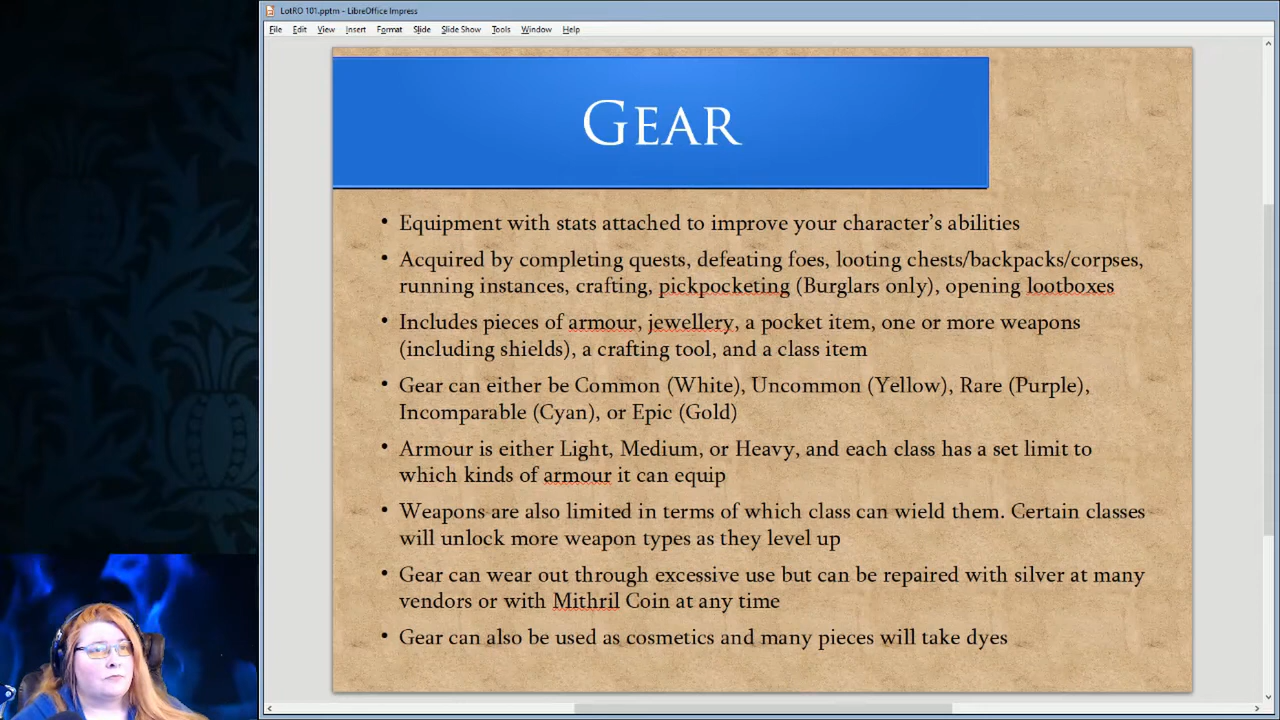 LotRO 101.pptm - LibreOffice Impress
File Edit View Insert Format Slide Slide Show Tools Window Help
GEAR
• Equipment with stats attached to improve your character’s abilities
• Acquired by completing quests, defeating foes, looting chests/backpacks/corpses,
running instances, crafting, pickpocketing (Burglars only), opening lootboxes
• Includes pieces of armour, jewellery, a pocket item, one or more weapons
(including shields), a crafting tool, and a class item
• Gear can either be Common (White), Uncommon (Yellow), Rare (Purple),
Incomparable (Cyan), or Epic (Gold)
• Armour is either Light, Medium, or Heavy, and each class has a set limit to
which kinds of armour it can equip
• Weapons are also limited in terms of which class can wield them. Certain classes
will unlock more weapon types as they level up
• Gear can wear out through excessive use but can be repaired with silver at many
vendors or with Mithril Coin at any time
• Gear can also be used as cosmetics and many pieces will take dyes